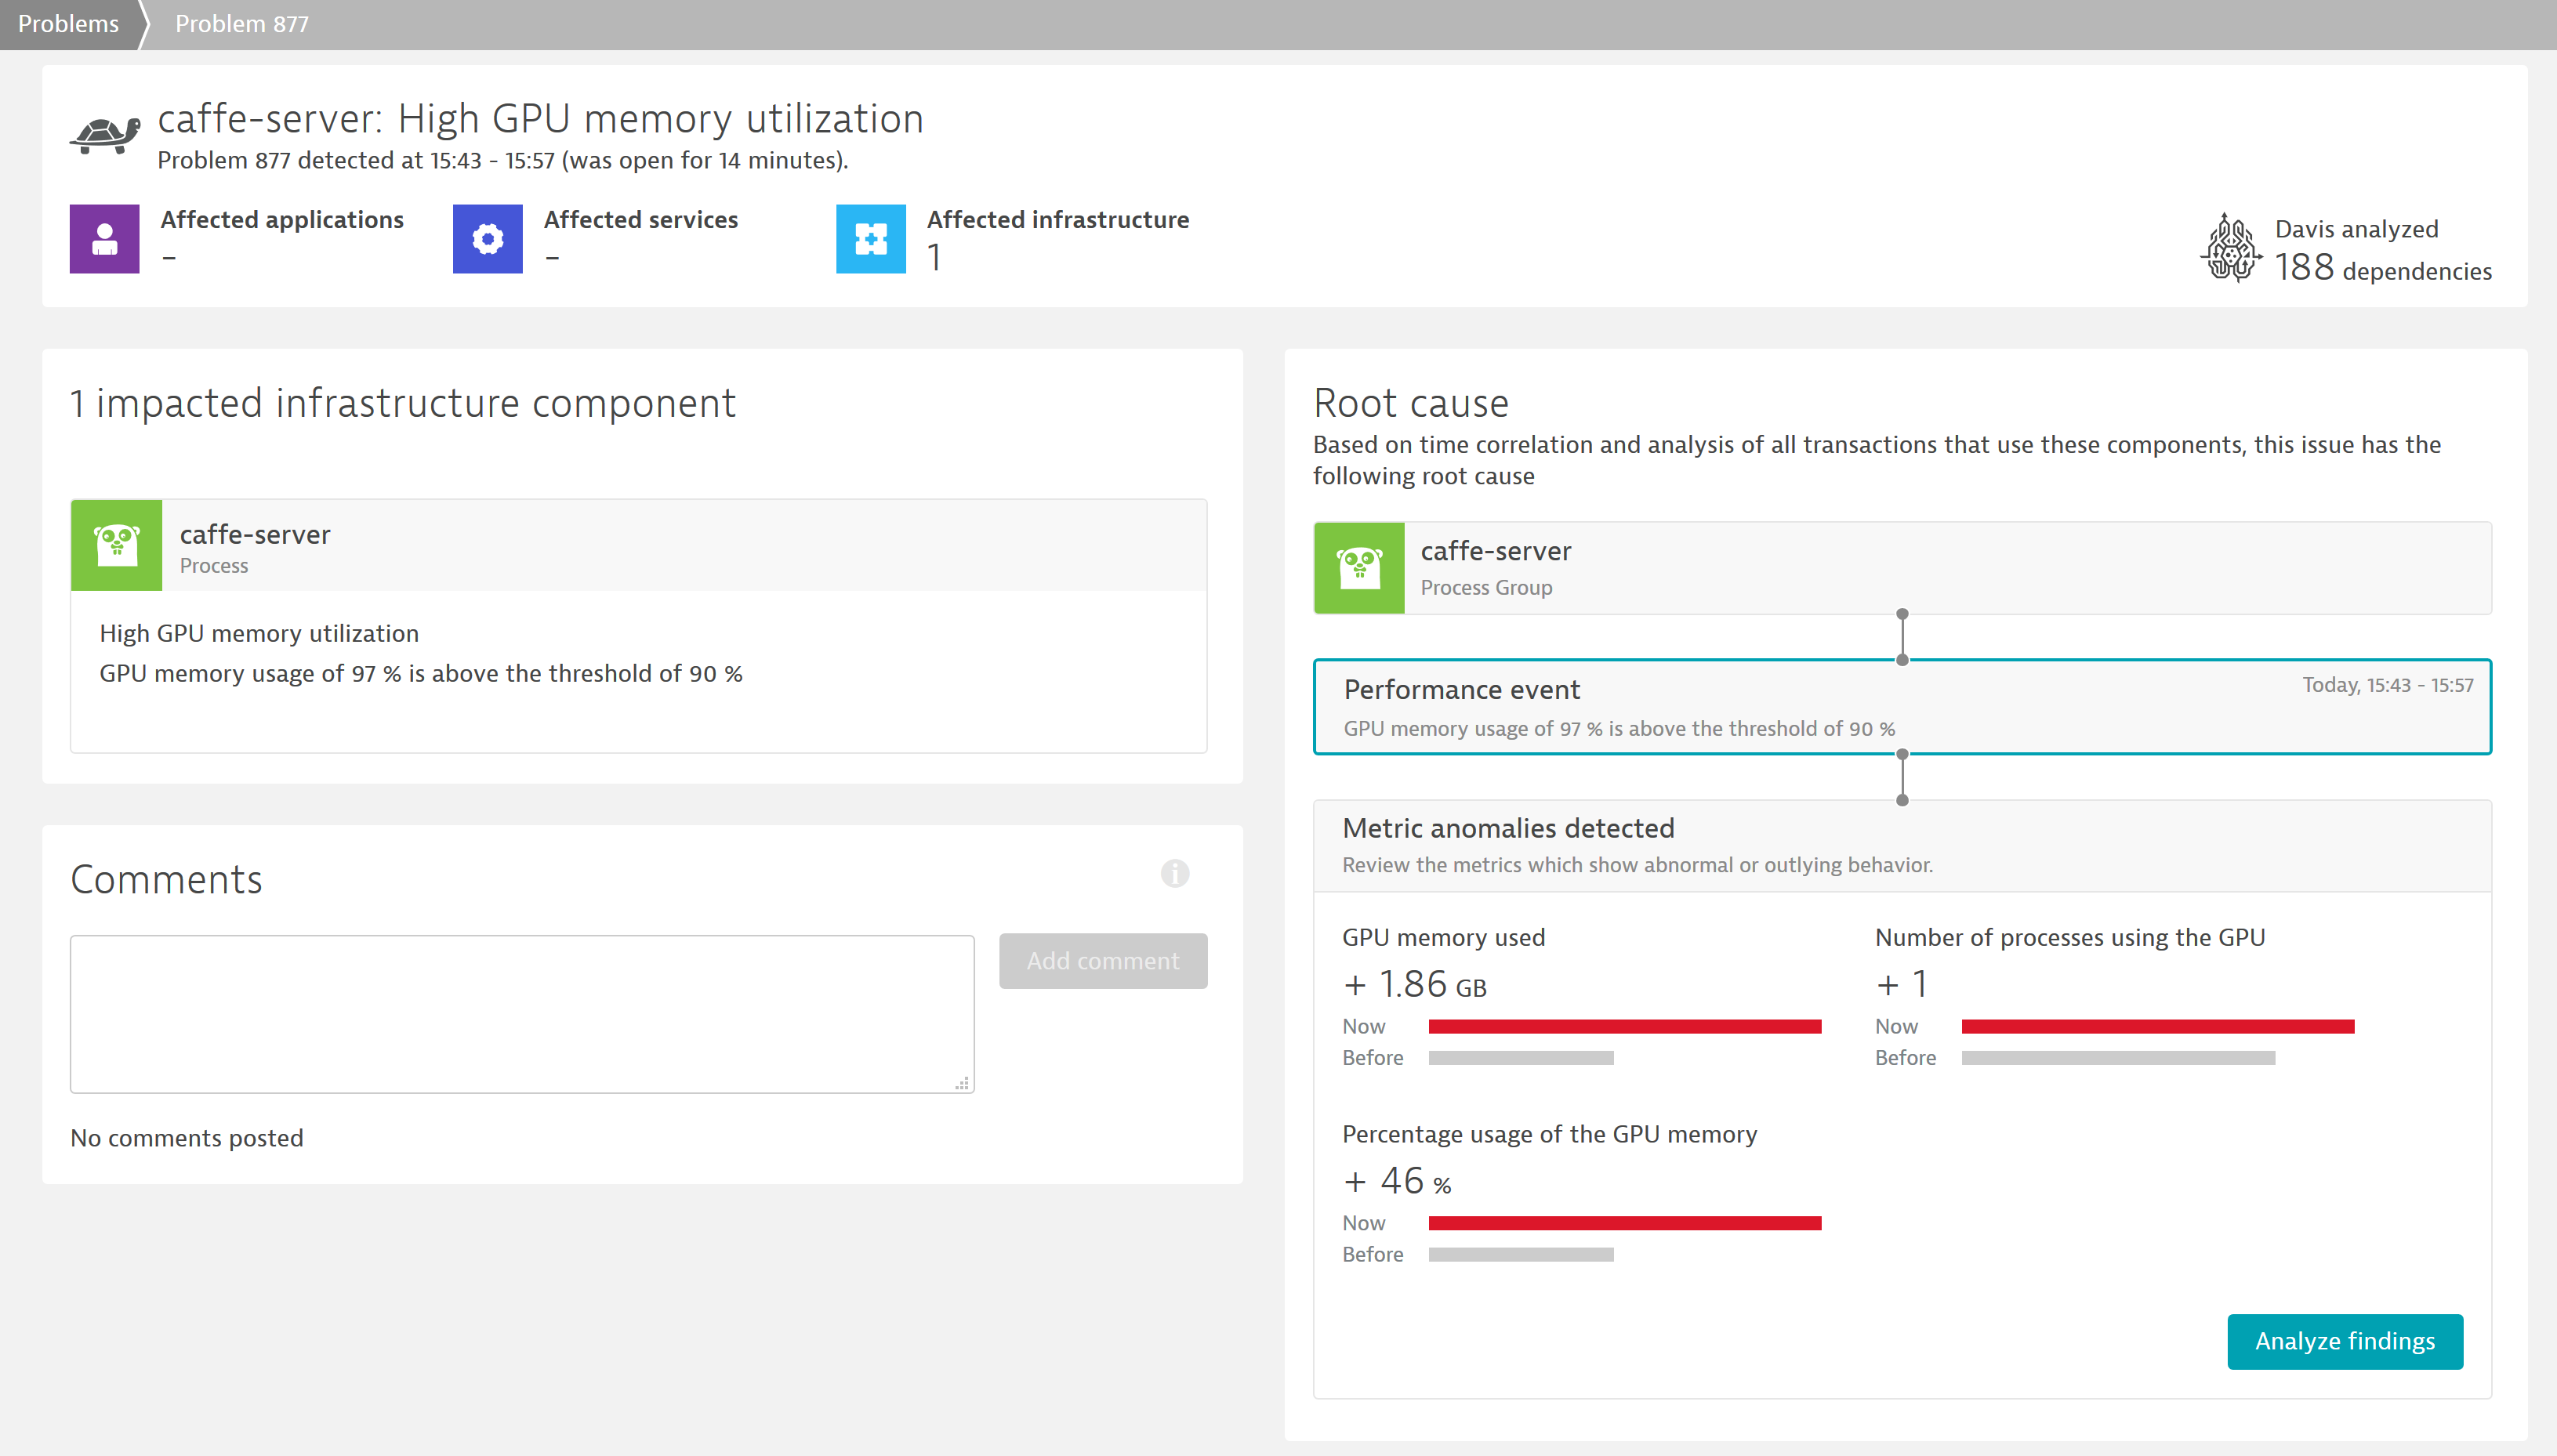 Problems
Problem 877
caffe-server: High GPU memory utilization
Problem 877 detected at 15:43 - 15:57 (was open for 14 minutes).
Affected applications
-
Affected services
-
Affected infrastructure
1
Davis analyzed
188 dependencies
1 impacted infrastructure component
caffe-server
Process
High GPU memory utilization
GPU memory usage of 97 % is above the threshold of 90 %
Comments
Add comment
No comments posted
Root cause
Based on time correlation and analysis of all transactions that use these components, this issue has the
following root cause
caffe-server
Process Group
Performance event
Today, 15:43 - 15:57
GPU memory usage of 97 % is above the threshold of 90 %
Metric anomalies detected
Review the metrics which show abnormal or outlying behavior.
GPU memory used
+ 1.86 GB
Now
Before
Number of processes using the GPU
+ 1
Now
Before
Percentage usage of the GPU memory
+ 46 %
Now
Before
Analyze findings